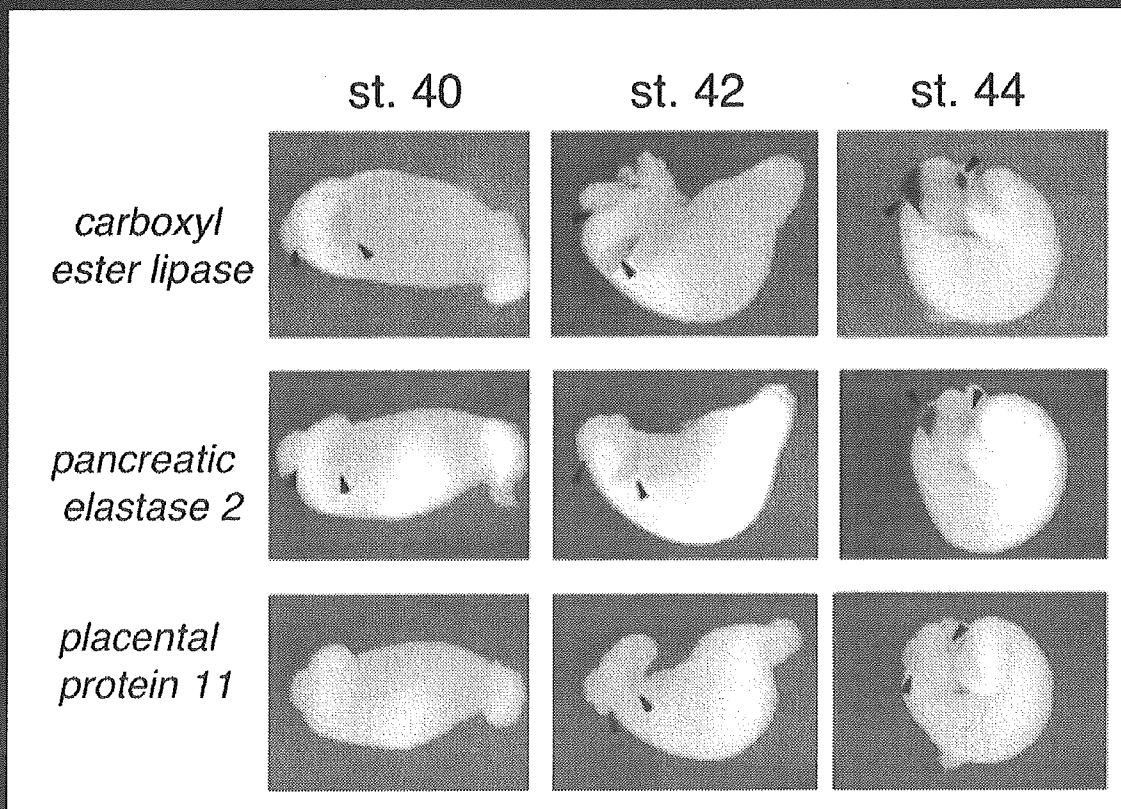 st. 40 st. 42 st. 44
carboxyl
ester lipase
pancreatic
elastase 2
placental
protein 11